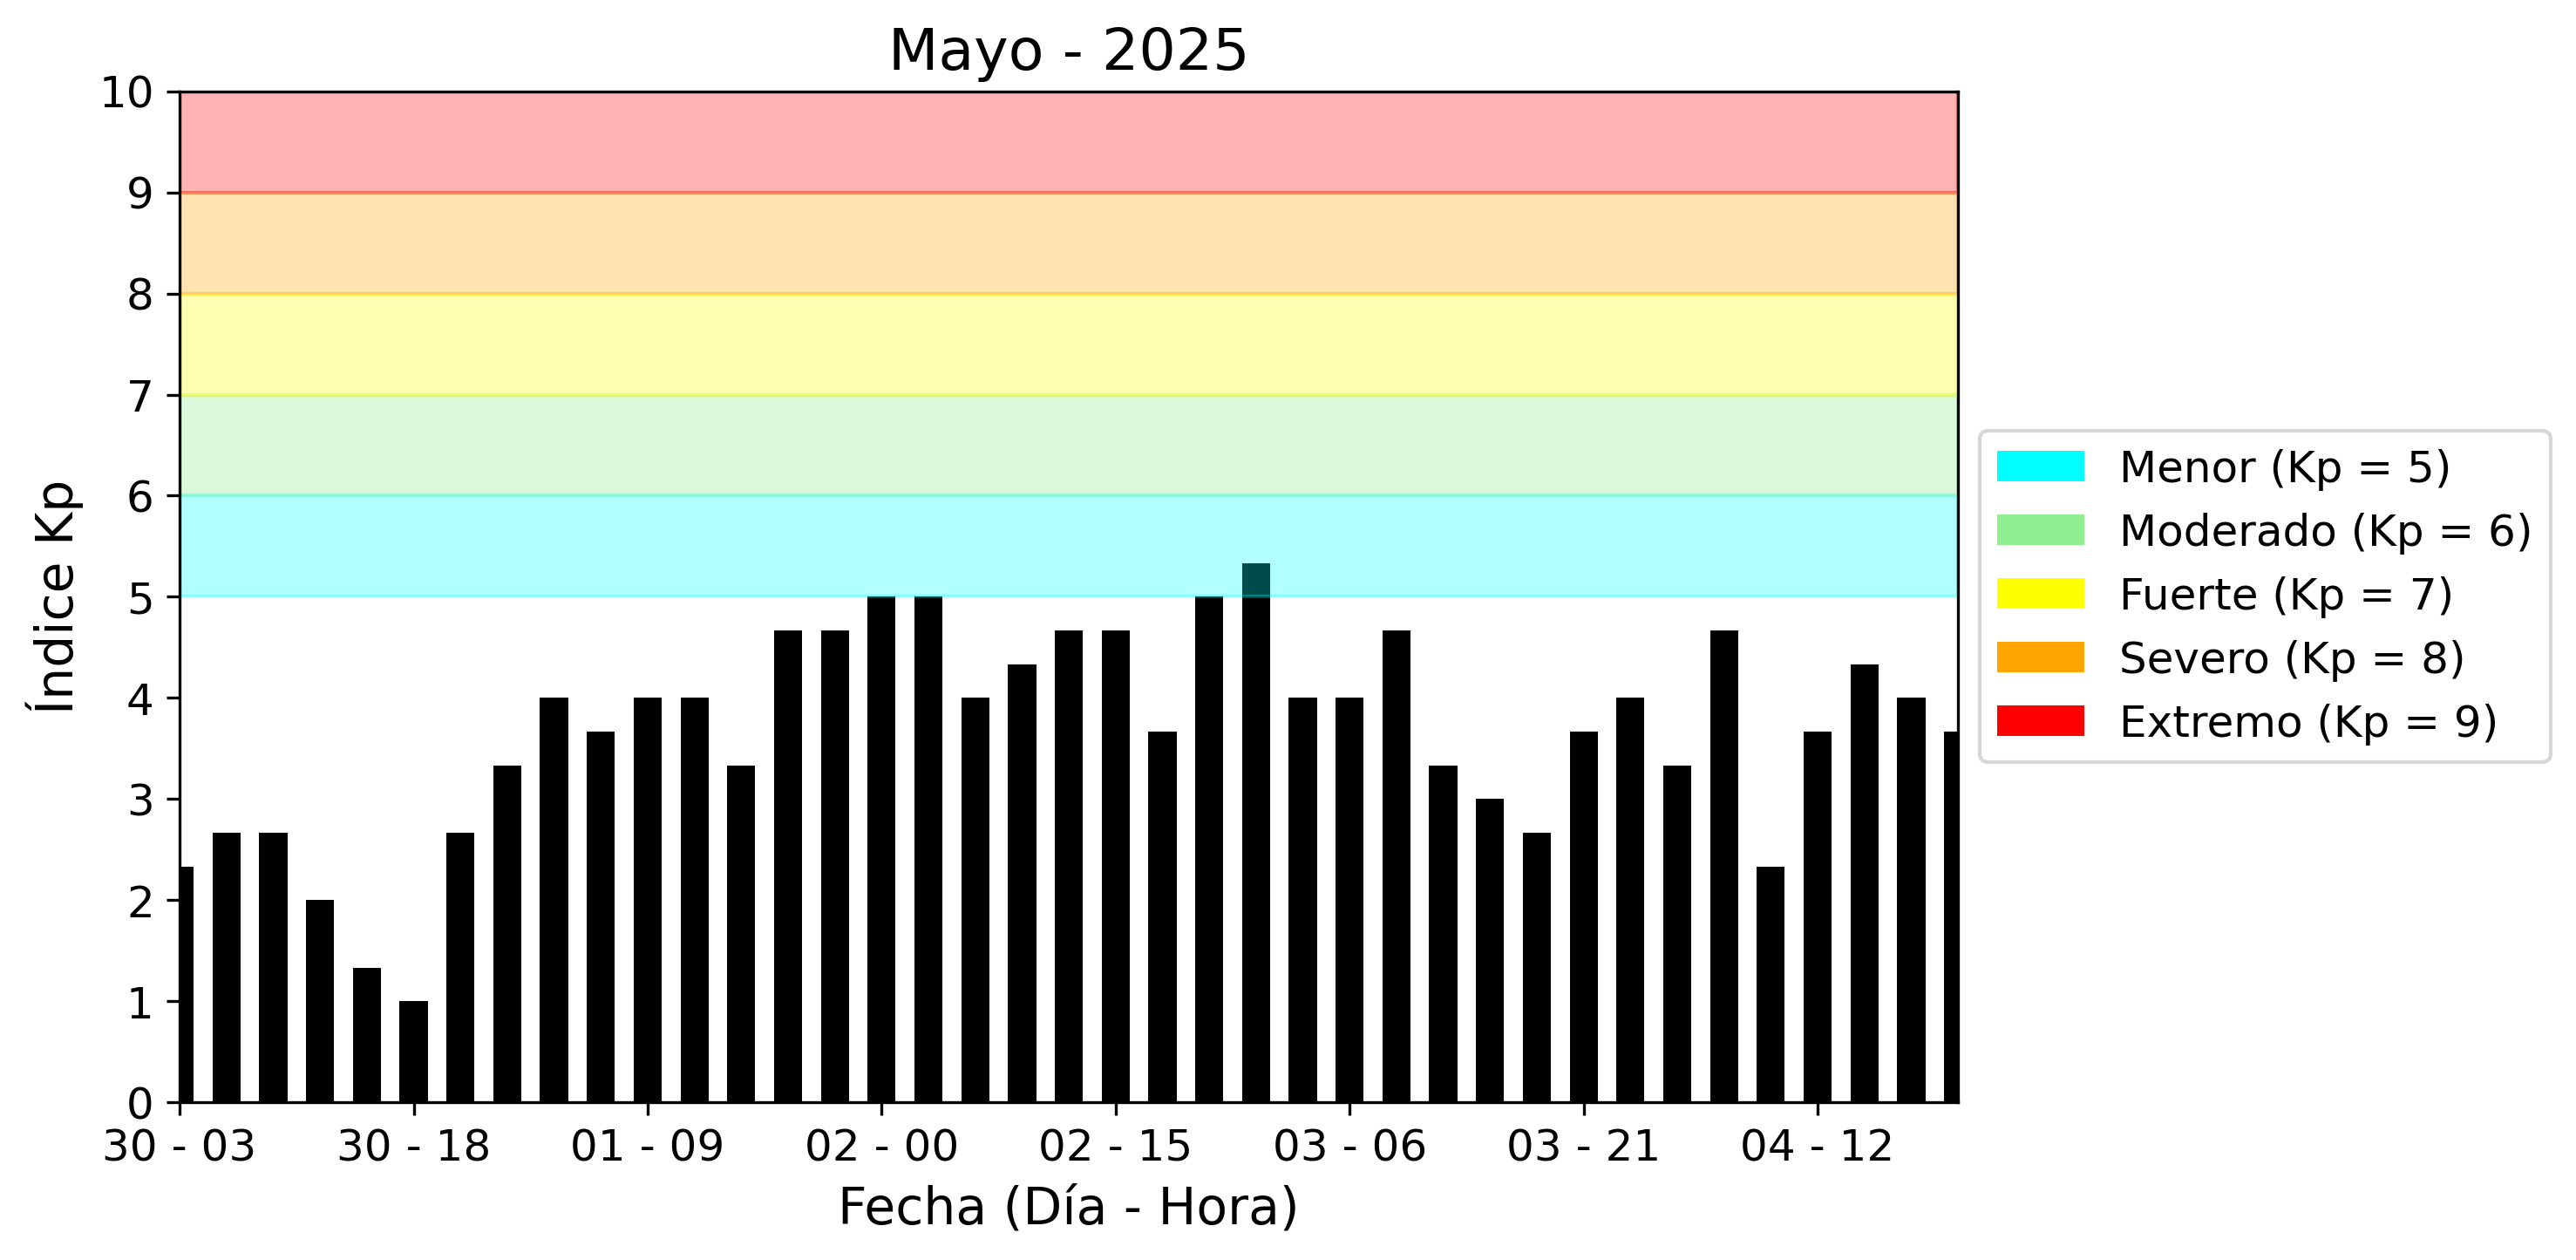 Mayo - 2025
10
9
8
7
6
5
4
3
2
1
0
Índice Kp
30 - 03
30 - 18
01 - 09
02 - 00
02 - 15
03 - 06
03 - 21
04 - 12
Fecha (Día - Hora)
Menor (Kp = 5)
Moderado (Kp = 6)
Fuerte (Kp = 7)
Severo (Kp = 8)
Extremo (Kp = 9)